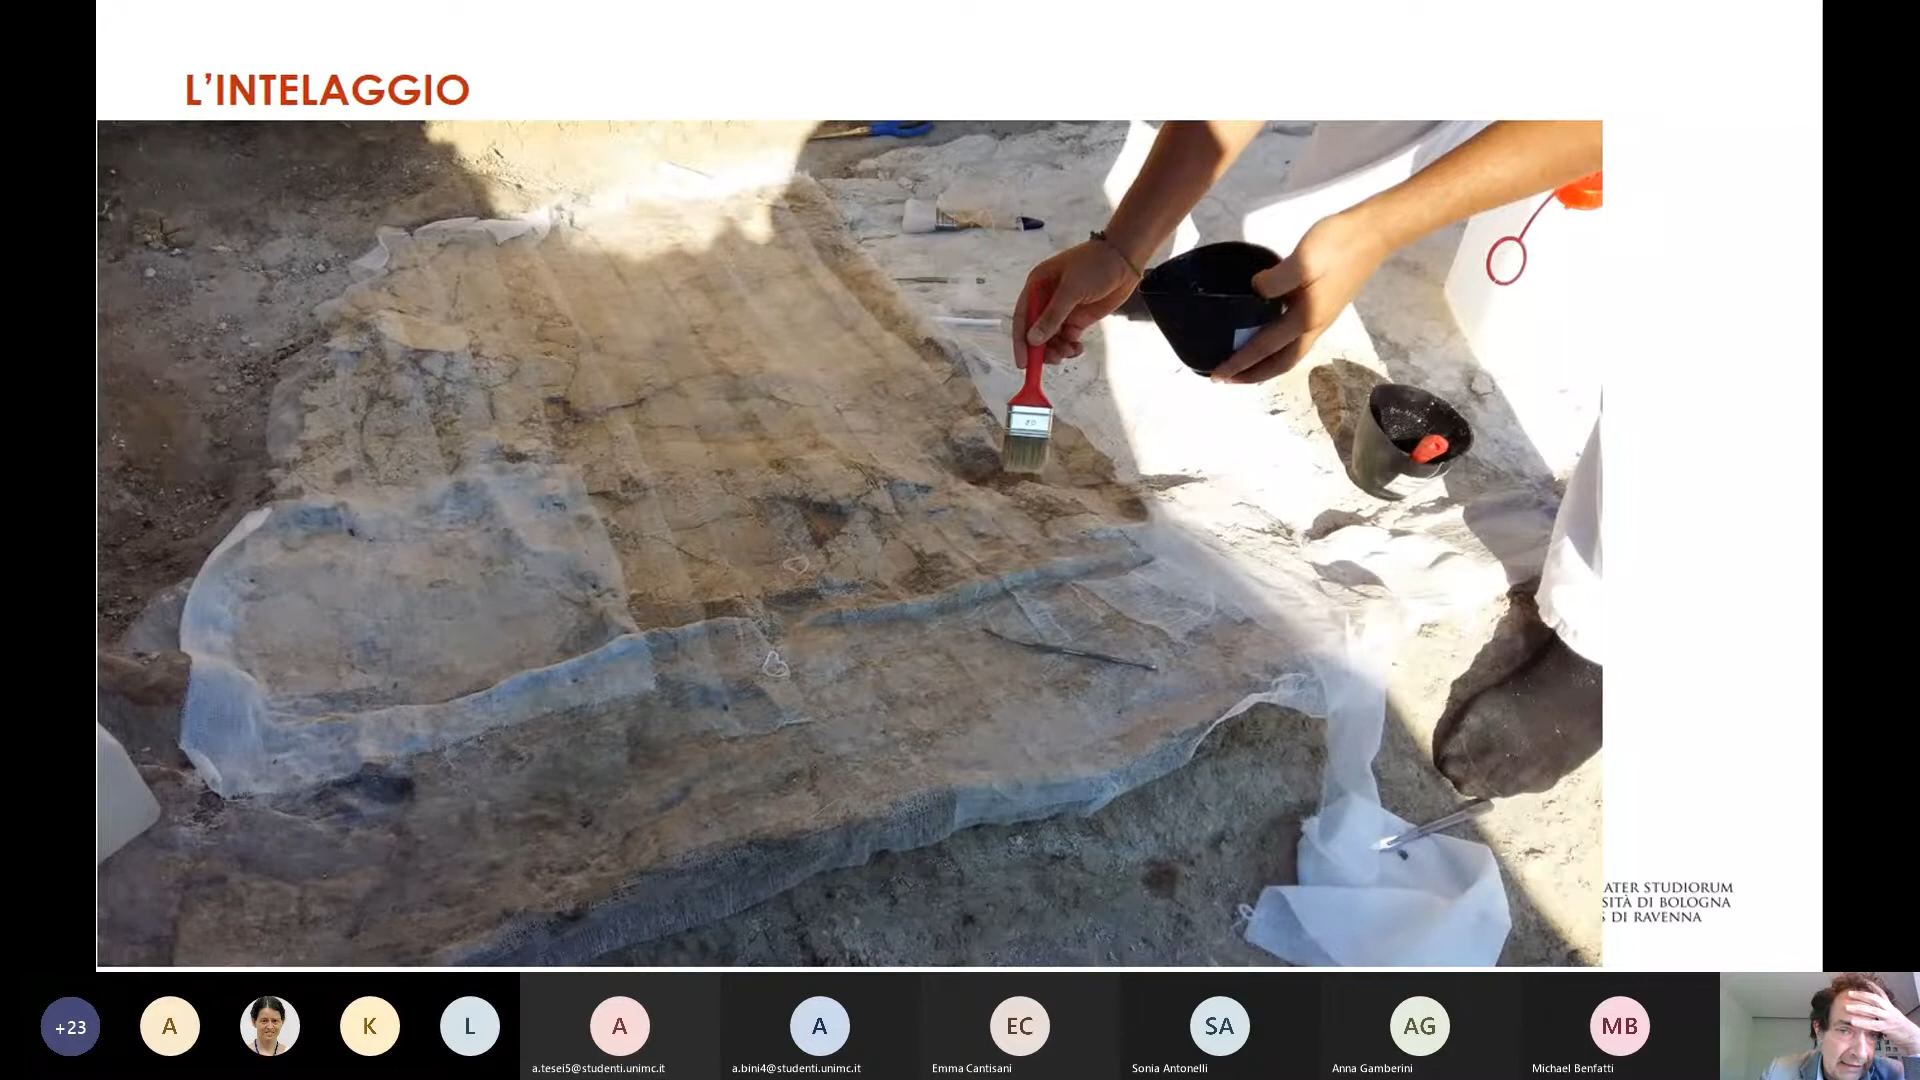 L'INTELAGGIO
ATER STUDIORUM
SITÀ DI BOLOGNA
S DI RAVENNA
+23
A
K
L
A
A
EC
SA
AG
MB
a.tesei5@studenti.unimc.it
a.bini4@studenti.unimc.it
Emma Cantisani
Sonia Antonelli
Anna Gamberini
Michael Benfatti